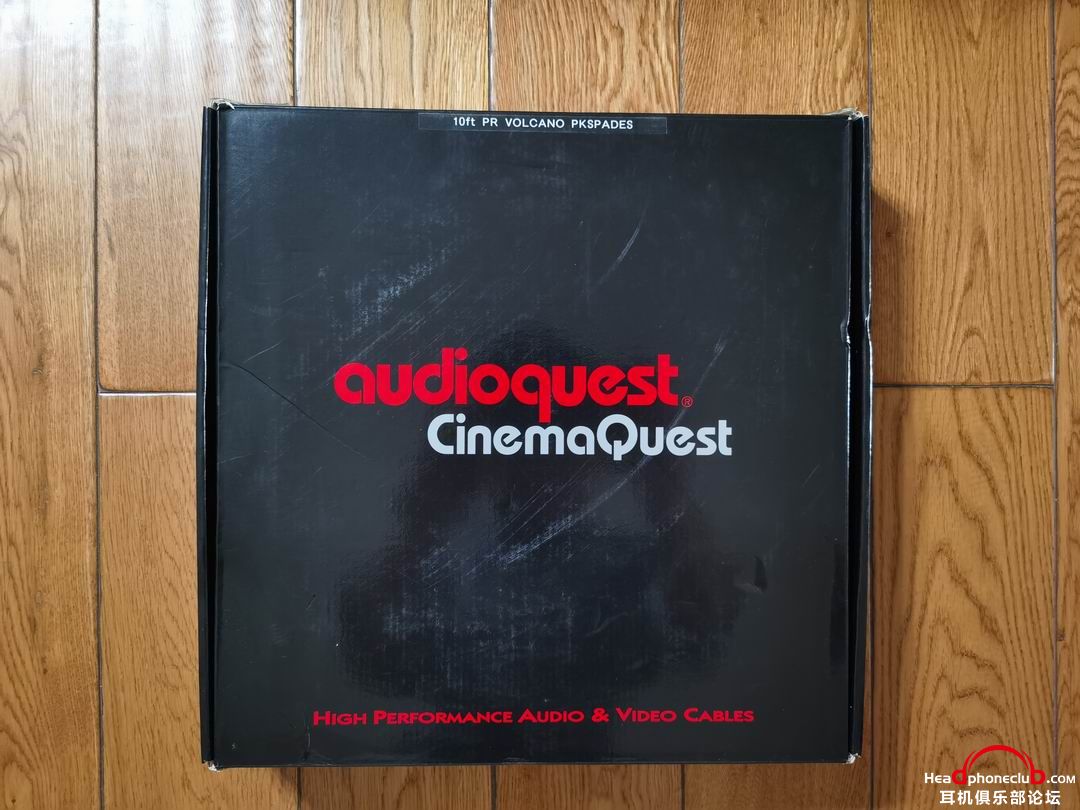 10ft PR VOLCANO PKSPADES
audioquest®
CinemaQuest
HIGH PERFORMANCE AUDIO & VIDEO CABLES
Headphoneclub.com
耳机俱乐部论坛